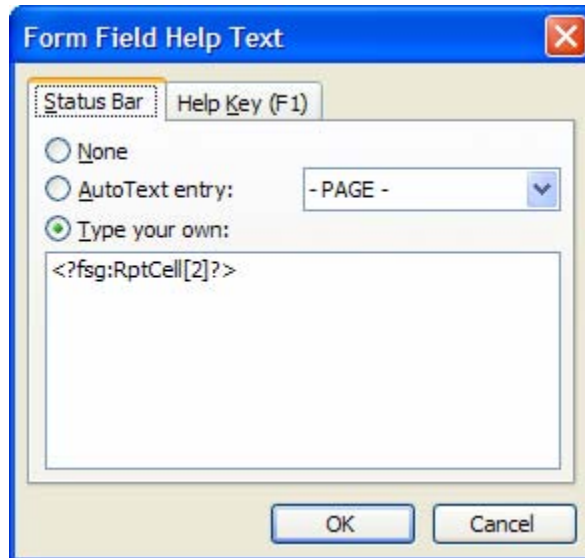 Form Field Help Text
Status Bar
Help Key (F1)
None
AutoText entry:
- PAGE -
Type your own:
<?fsg:RptCell[2]?>
OK
Cancel